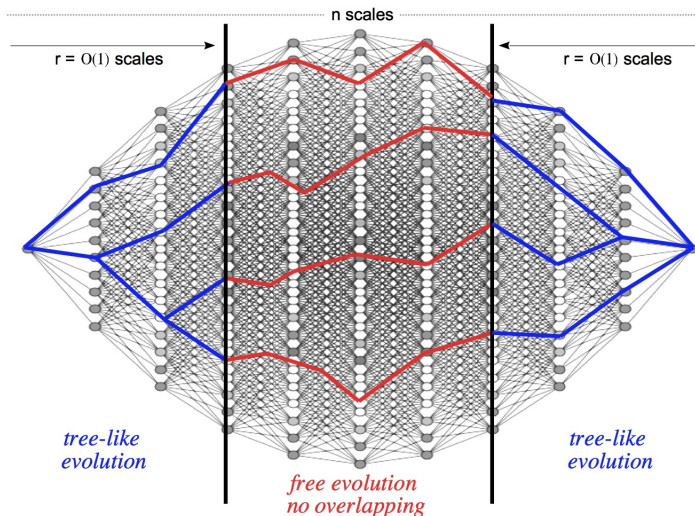 n scales
r = O(1) scales
r = O(1) scales
tree-like
evolution
free evolution
no overlapping
tree-like
evolution